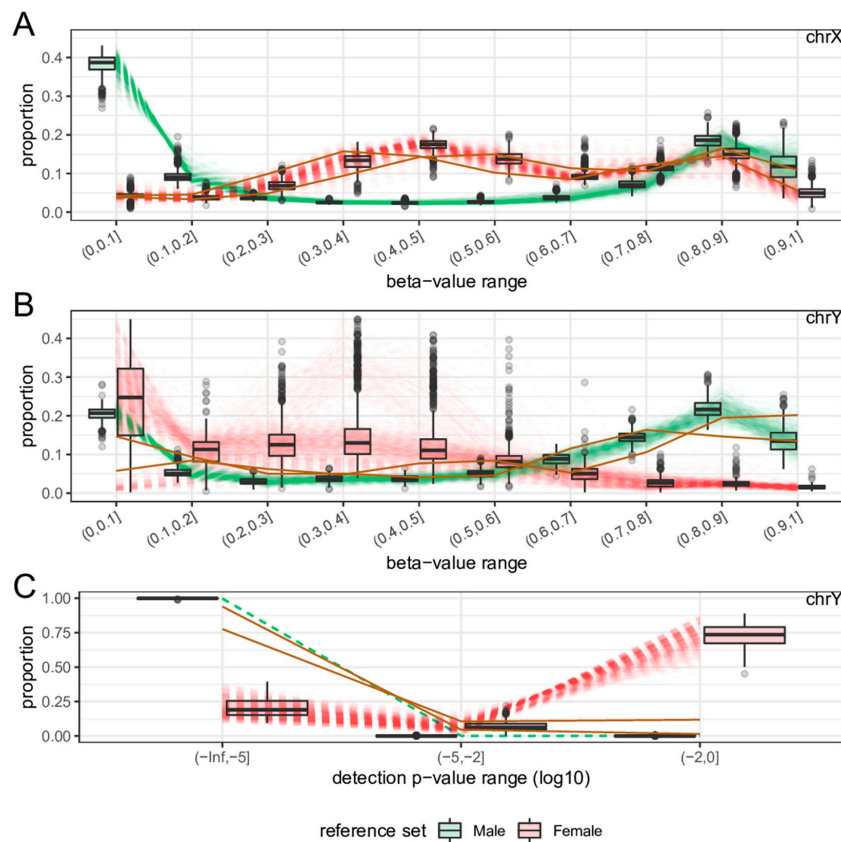 A
chrX
proportion
0.4
0.3
0.2
0.1
0.0
(0,0.1]
(0.1,0.2]
(0.2,0.3]
(0.3,0.4]
(0.4,0.5]
(0.5,0.6]
(0.6,0.7]
(0.7,0.8]
(0.8,0.9]
(0.9,1]
beta−value range
B
chrY
proportion
0.4
0.3
0.2
0.1
0.0
(0,0.1]
(0.1,0.2]
(0.2,0.3]
(0.3,0.4]
(0.4,0.5]
(0.5,0.6]
(0.6,0.7]
(0.7,0.8]
(0.8,0.9]
(0.9,1]
beta−value range
C
chrY
proportion
1.00
0.75
0.50
0.25
0.00
(−Inf,−5]
(−5,−2]
(−2,0]
detection p−value range (log10)
reference set Male Female